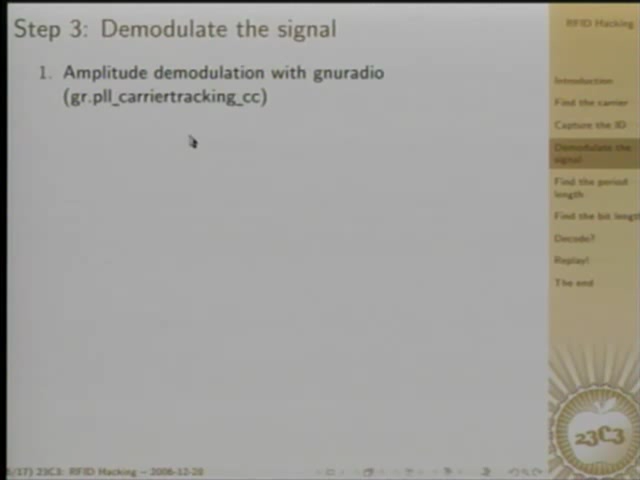 Step 3: Demodulate the signal
1. Amplitude demodulation with gnuradio
(gr.pll_carriertracking_cc)
RFID Hacking
Introduction
Find the carrier
Capture the ID
Demodulate the
signal
Find the period
length
Find the bit length
Decode?
Replay!
The end
23C3
/17) 23C3: RFID Hacking – 2006-12-28